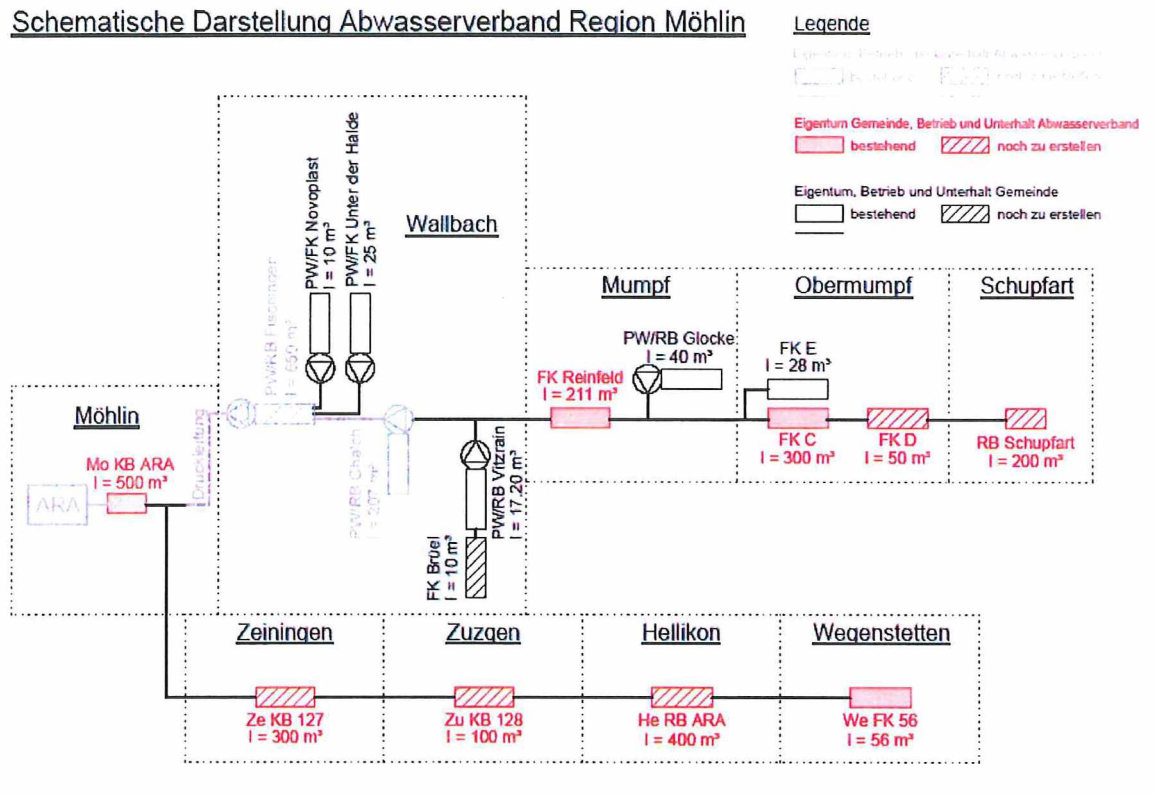 Schematische Darstellung Abwasserverband Region Möhlin
Legende
Eigentum Gemeinde, Betrieb und Unterhalt Abwasserverband
bestehend
noch zu erstellen
Eigentum, Betrieb und Unterhalt Gemeinde
bestehend
noch zu erstellen
Wallbach
PW/FK Novoplast
I = 10 m³
PW/FK Unter der Halde
I = 25 m³
PW/RB Vitzrain
I = 17.20 m³
FK Brüel
I = 10 m³
Mumpf
FK Reinfeld
I = 211 m³
PW/RB Glocke
I = 40 m³
Obermumpf
FK E
I = 28 m³
FK C
I = 300 m³
FK D
I = 50 m³
Schupfart
RB Schupfart
I = 200 m³
Möhlin
Mo KB ARA
I = 500 m³
ARA
Druckleitung
Zeiningen
Ze KB 127
I = 300 m³
Zuzgen
Zu KB 128
I = 100 m³
Hellikon
He RB ARA
I = 400 m³
Wegenstetten
We FK 56
I = 56 m³